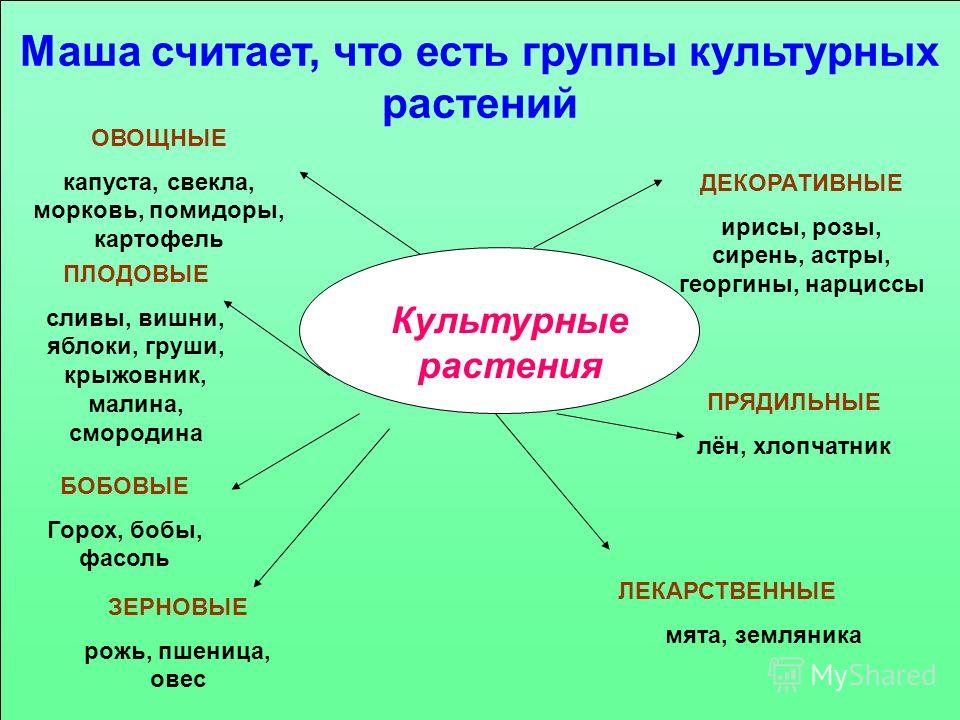 Маша считает, что есть группы культурных
растений
ОВОЩНЫЕ
капуста, свекла,
морковь, помидоры,
картофель
ПЛОДОВЫЕ
сливы, вишни,
яблоки, груши,
крыжовник,
малина,
смородина
БОБОВЫЕ
Горох, бобы,
фасоль
ЗЕРНОВЫЕ
рожь, пшеница,
овес
Культурные
растения
ДЕКОРАТИВНЫЕ
ирисы, розы,
сирень, астры,
георгины, нарциссы
ПРЯДИЛЬНЫЕ
лён, хлопчатник
ЛЕКАРСТВЕННЫЕ
мята, земляника
MyShared